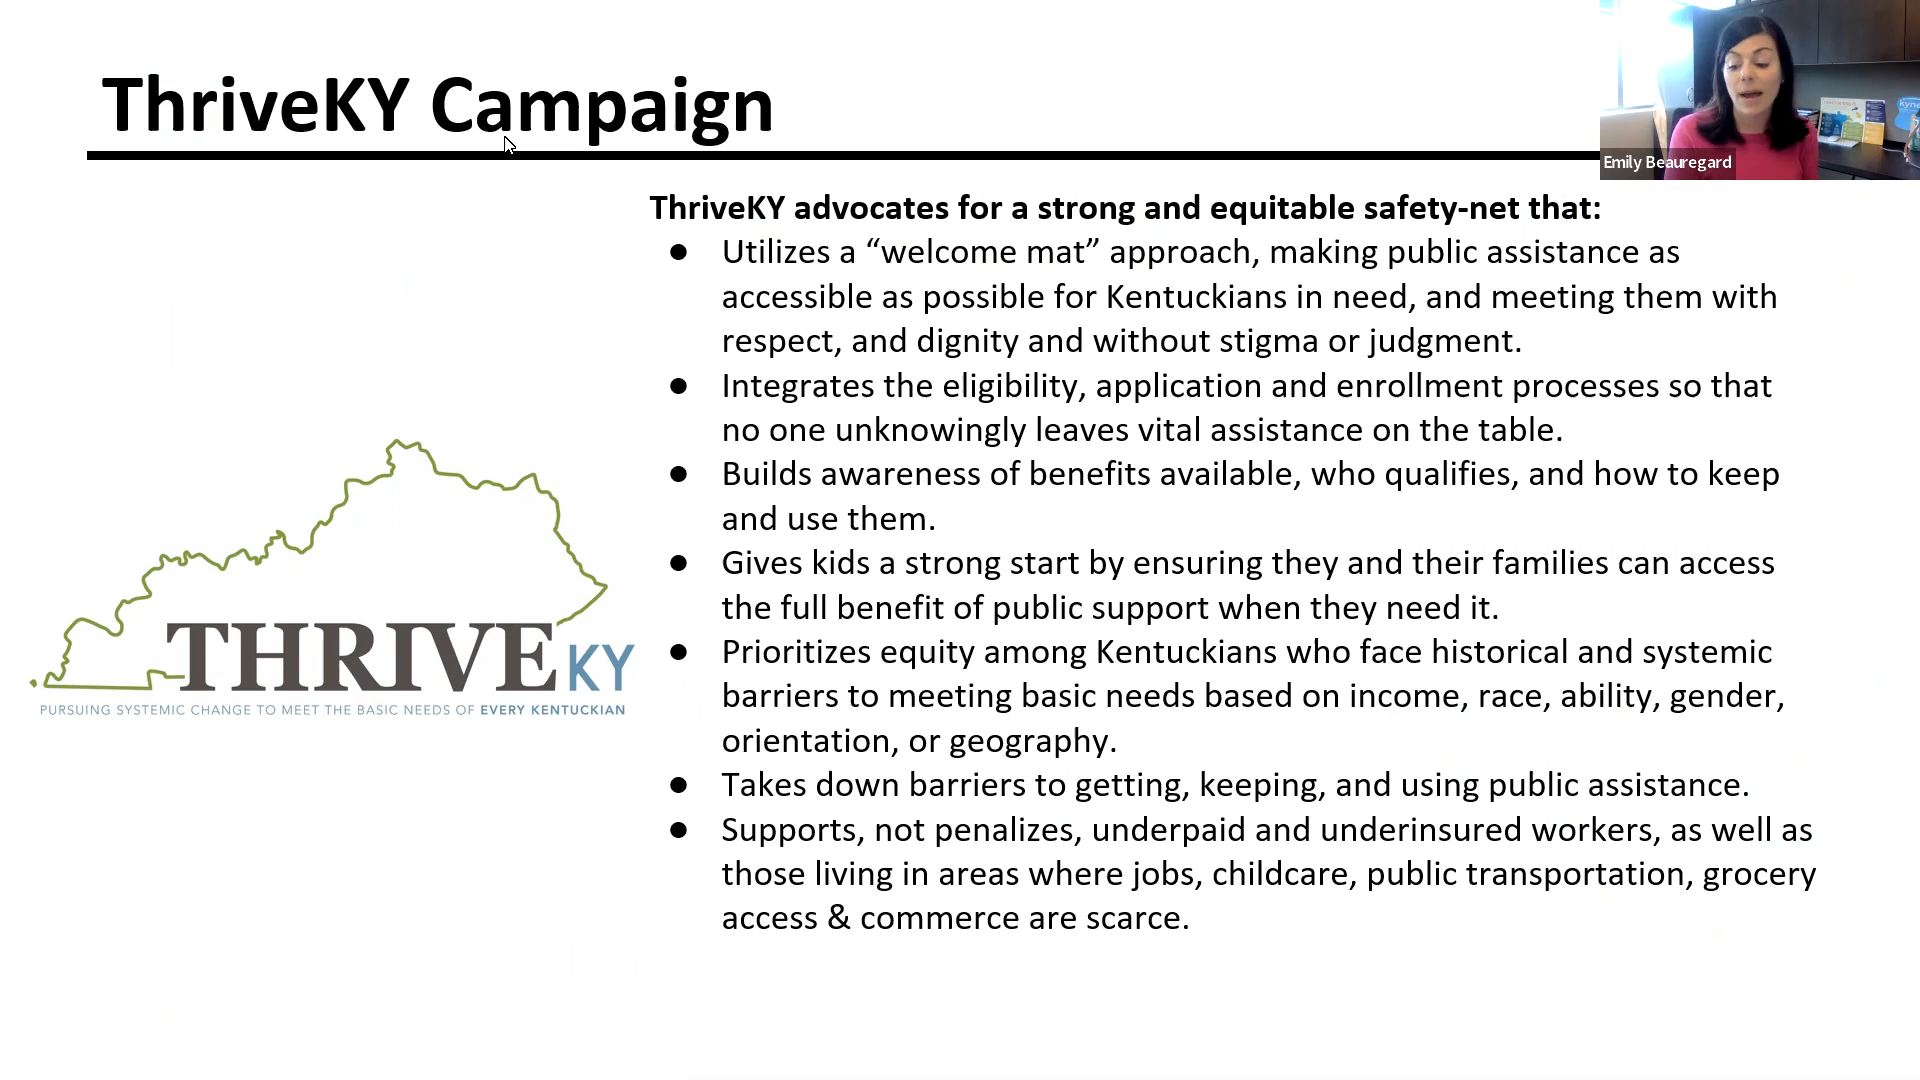 ThriveKY Campaign
Emily Beauregard
ThriveKY advocates for a strong and equitable safety-net that:
● Utilizes a “welcome mat” approach, making public assistance as
accessible as possible for Kentuckians in need, and meeting them with
respect, and dignity and without stigma or judgment.
● Integrates the eligibility, application and enrollment processes so that
no one unknowingly leaves vital assistance on the table.
● Builds awareness of benefits available, who qualifies, and how to keep
and use them.
● Gives kids a strong start by ensuring they and their families can access
the full benefit of public support when they need it.
● Prioritizes equity among Kentuckians who face historical and systemic
barriers to meeting basic needs based on income, race, ability, gender,
orientation, or geography.
● Takes down barriers to getting, keeping, and using public assistance.
● Supports, not penalizes, underpaid and underinsured workers, as well as
those living in areas where jobs, childcare, public transportation, grocery
access & commerce are scarce.
THRIVE KY
PURSUING SYSTEMIC CHANGE TO MEET THE BASIC NEEDS OF EVERY KENTUCKIAN